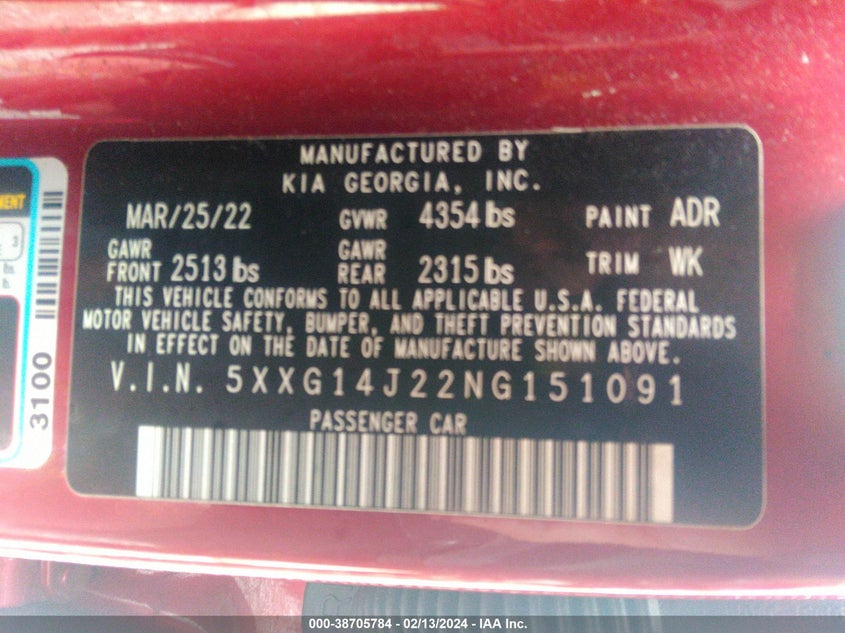 MANUFACTURED BY
KIA GEORGIA, INC.
MAR/25/22 GVWR 4354 lbs PAINT ADR
GAWR FRONT 2513 lbs GAWR REAR 2315 lbs TRIM WK
THIS VEHICLE CONFORMS TO ALL APPLICABLE U.S.A. FEDERAL
MOTOR VEHICLE SAFETY, BUMPER, AND THEFT PREVENTION STANDARDS
IN EFFECT ON THE DATE OF MANUFACTURE SHOWN ABOVE.
V.I.N. 5XXG14J22NG151091
PASSENGER CAR
3100
3
000-38705784 - 02/13/2024 - IAA Inc.